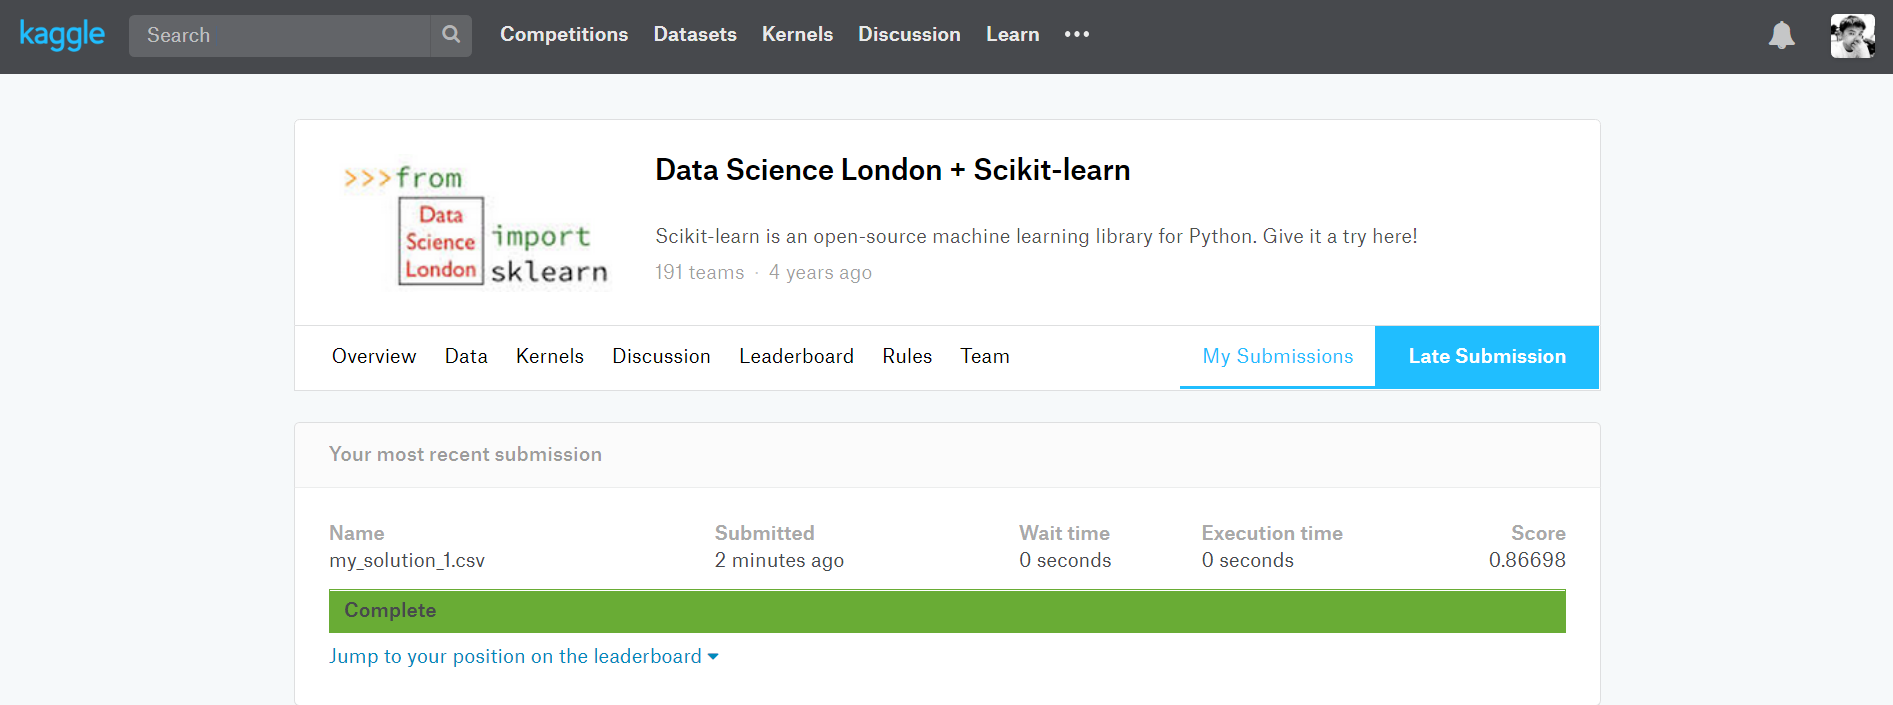 kaggle
Search
Competitions Datasets Kernels Discussion Learn •••
>>>from
Data
Science
London
import
sklearn
Data Science London + Scikit-learn
Scikit-learn is an open-source machine learning library for Python. Give it a try here!
191 teams · 4 years ago
Overview Data Kernels Discussion Leaderboard Rules Team My Submissions Late Submission
Your most recent submission
Name Submitted Wait time Execution time Score
my_solution_1.csv 2 minutes ago 0 seconds 0 seconds 0.86698
Complete
Jump to your position on the leaderboard